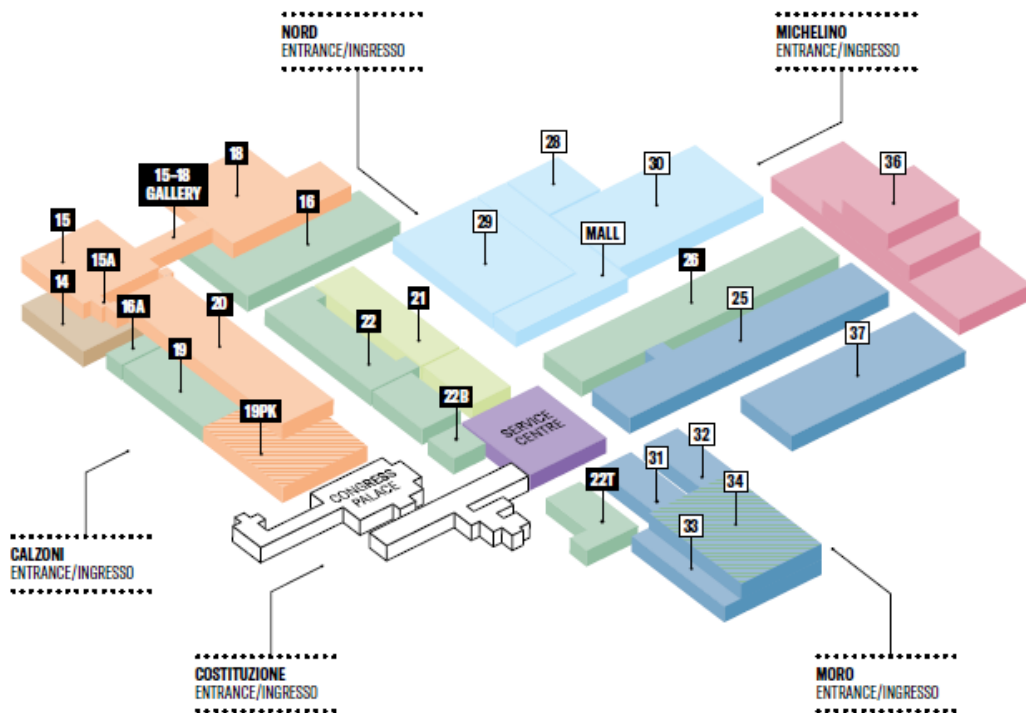 NORD
ENTRANCE/INGRESSO
MICHELINO
ENTRANCE/INGRESSO
18
28
30
36
15-18
GALLERY
16
15
29
MALL
15A
26
14
16A
20
22
21
25
19
37
22B
19PK
SERVICE
CENTRE
32
31
CONGRESS
PALACE
22T
34
33
CALZONI
ENTRANCE/INGRESSO
COSTITUZIONE
ENTRANCE/INGRESSO
MORO
ENTRANCE/INGRESSO